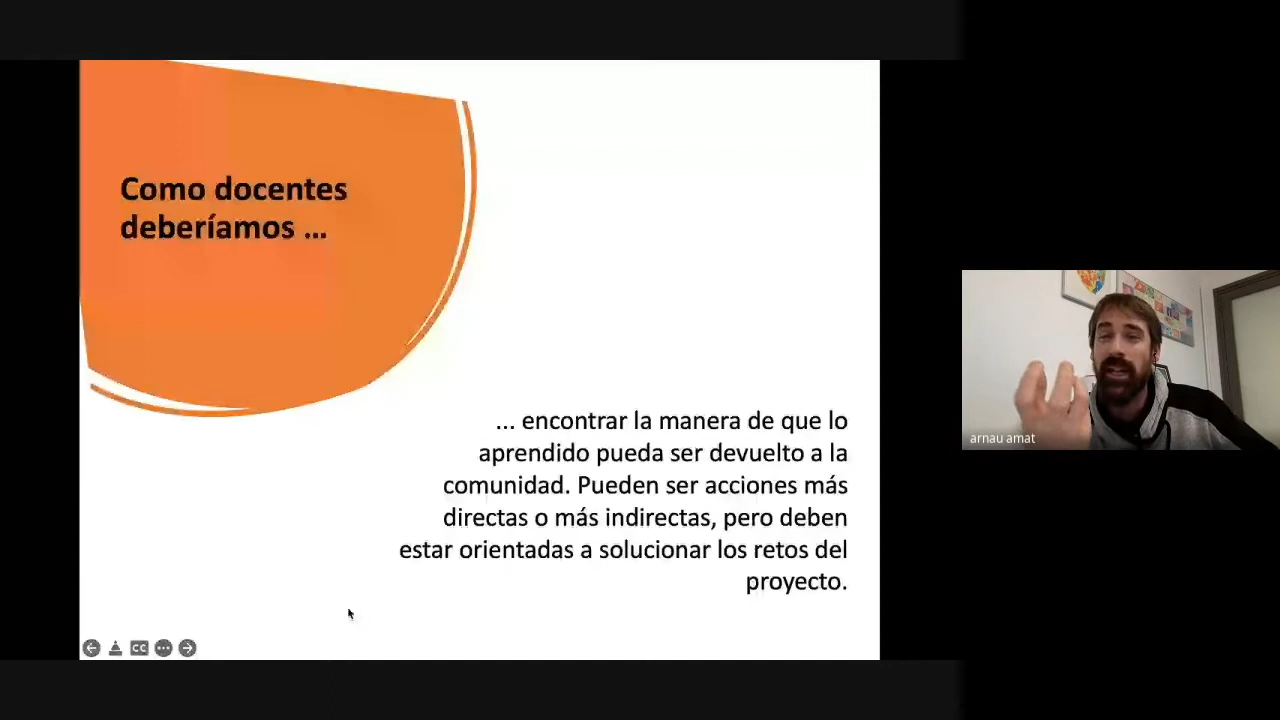 Como docentes
deberíamos ...
... encontrar la manera de que lo
aprendido pueda ser devuelto a la
comunidad. Pueden ser acciones más
directas o más indirectas, pero deben
estar orientadas a solucionar los retos del
proyecto.
arnau amat
CC